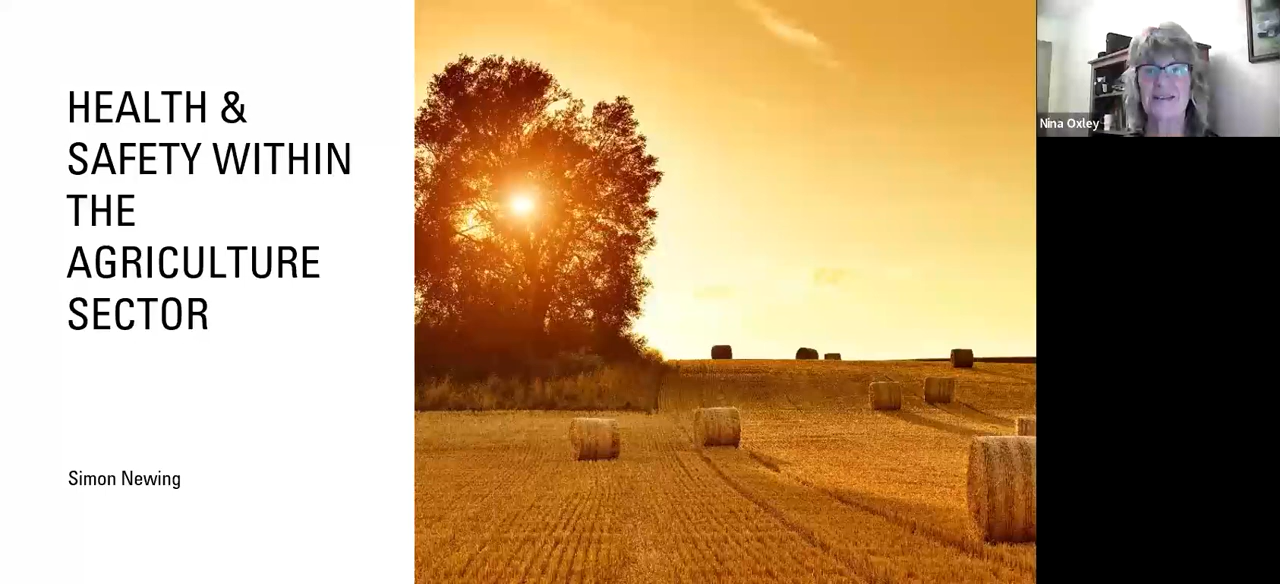 HEALTH &
SAFETY WITHIN
THE
AGRICULTURE
SECTOR
Simon Newing
Nina Oxley